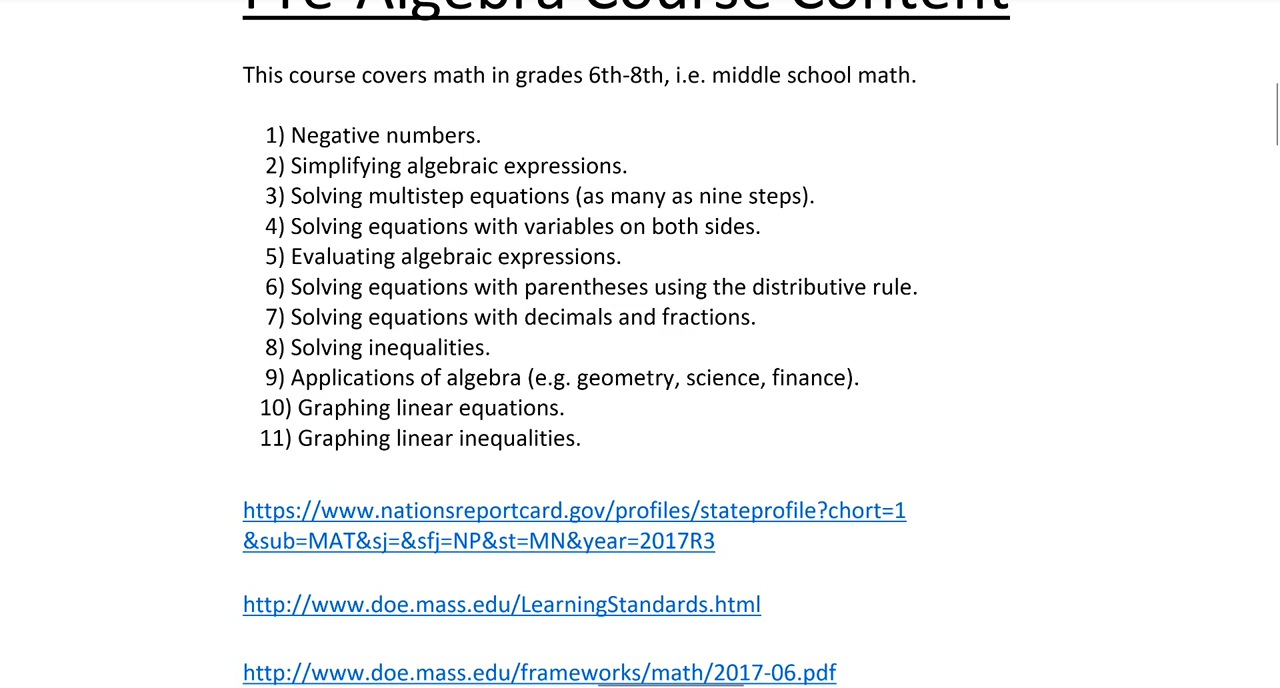 Pre-Algebra Course Content
This course covers math in grades 6th-8th, i.e. middle school math.
1) Negative numbers.
2) Simplifying algebraic expressions.
3) Solving multistep equations (as many as nine steps).
4) Solving equations with variables on both sides.
5) Evaluating algebraic expressions.
6) Solving equations with parentheses using the distributive rule.
7) Solving equations with decimals and fractions.
8) Solving inequalities.
9) Applications of algebra (e.g. geometry, science, finance).
10) Graphing linear equations.
11) Graphing linear inequalities.
https://www.nationsreportcard.gov/profiles/stateprofile?chort=1
&sub=MAT&sj=&sfj=NP&st=MN&year=2017R3
http://www.doe.mass.edu/LearningStandards.html
http://www.doe.mass.edu/frameworks/math/2017-06.pdf